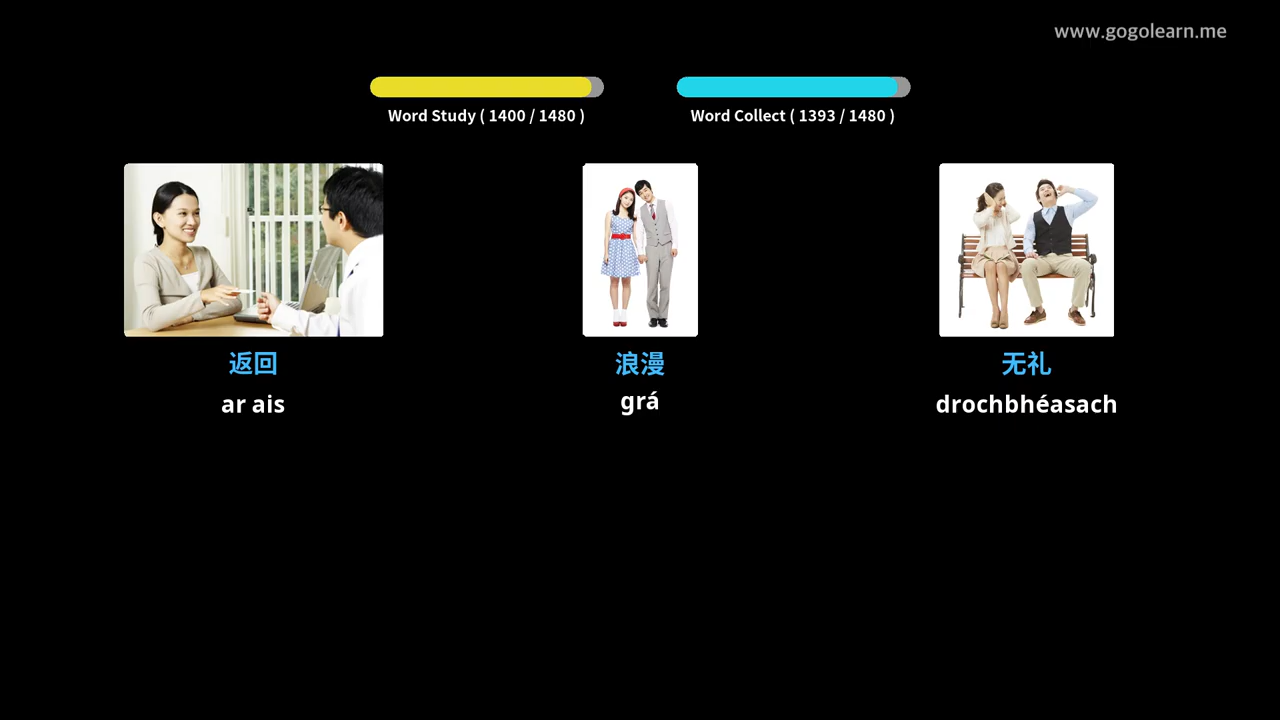 www.gogolearn.me
Word Study ( 1400 / 1480 )
Word Collect ( 1393 / 1480 )
返回
浪漫
无礼
ar ais
grá
drochbhéasach